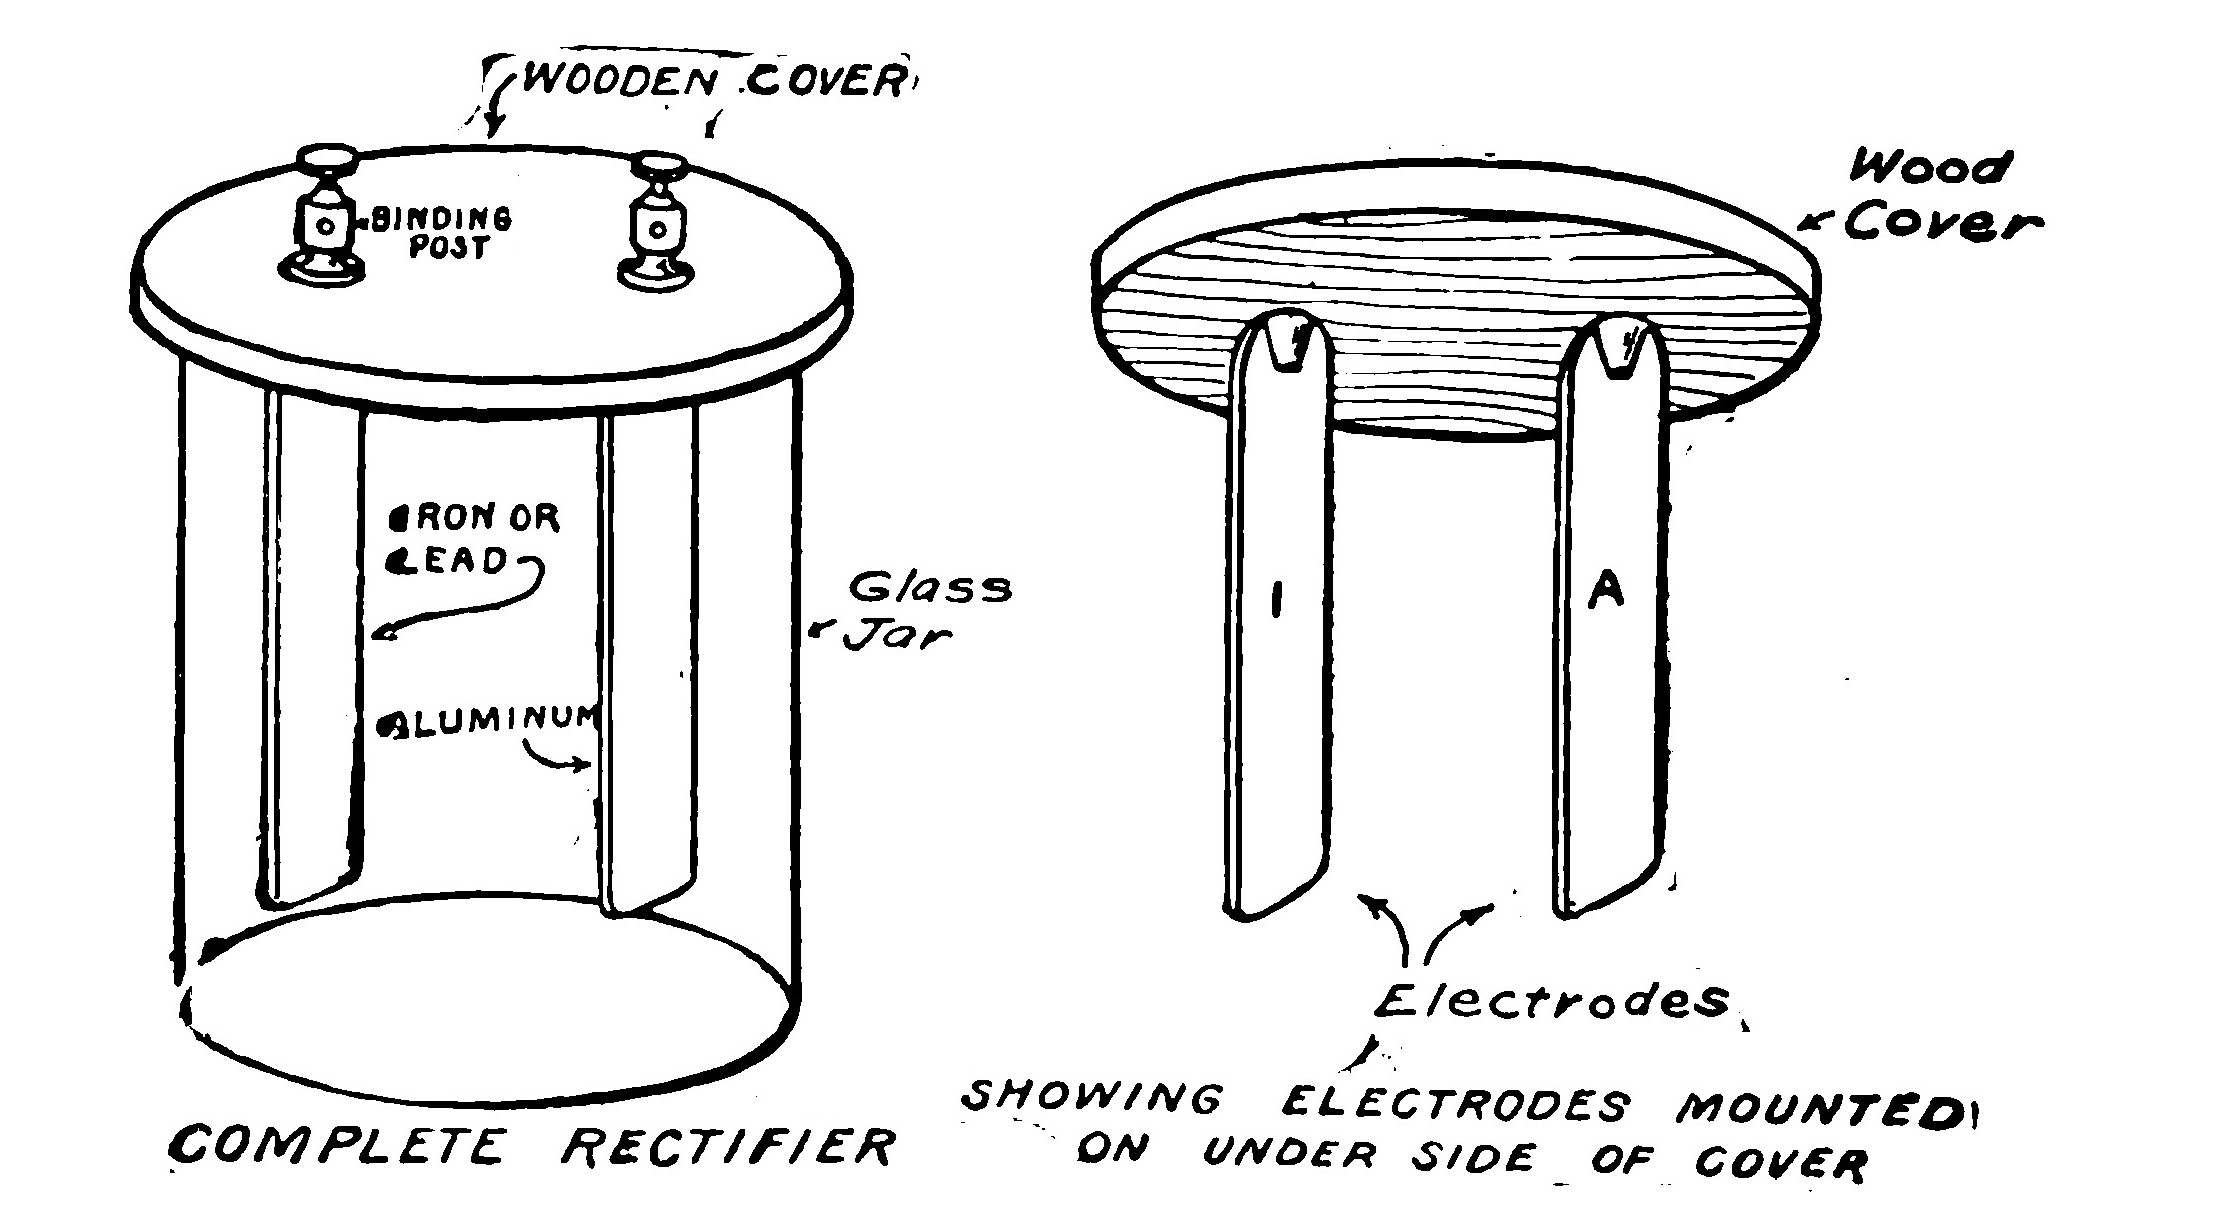 WOODEN COVER
BINDING
POST
IRON OR
LEAD
ALUMINUM
Glass
Jar
COMPLETE RECTIFIER
Wood
Cover
I
A
Electrodes
SHOWING ELECTRODES MOUNTED
ON UNDER SIDE OF COVER